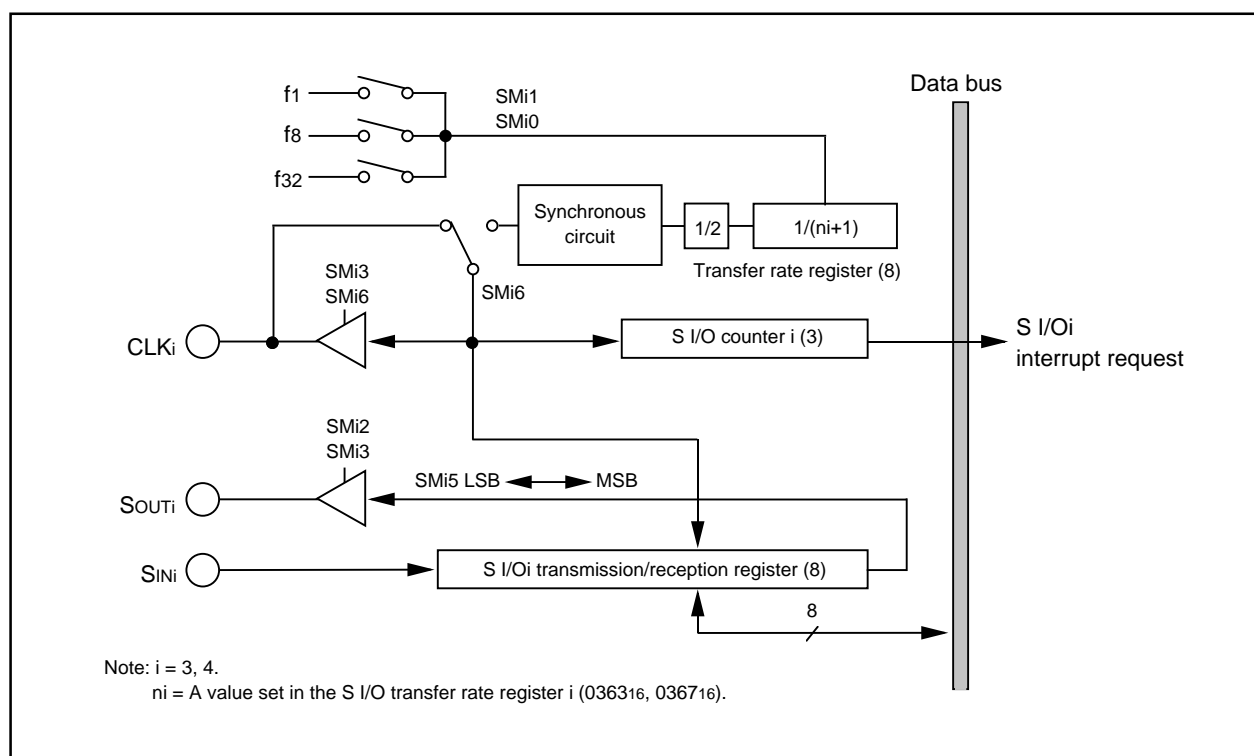 Data bus
f1
SMi1
SMi0
f8
f32
Synchronous
circuit
1/2
1/(ni+1)
Transfer rate register (8)
SMi3
SMi6
SMi6
CLKi
S I/O counter i (3)
S I/Oi
interrupt request
SMi2
SMi3
SMi5 LSB
MSB
SOUTi
SINi
S I/Oi transmission/reception register (8)
8
Note: i = 3, 4.
ni = A value set in the S I/O transfer rate register i (036316, 036716).